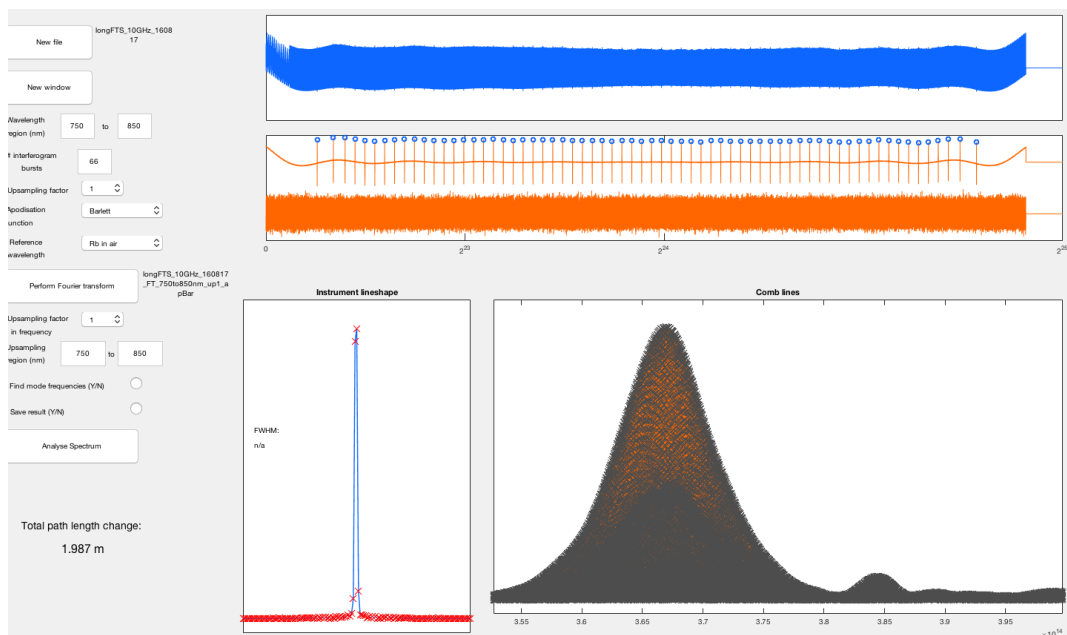 New file
longFTS_10GHz_1608
17
New window
Wavelength
region (nm)
750
to
850
# interferogram
bursts
66
Upsampling factor
1
Apodisation
function
Barlett
Reference
wavelength
Rb in air
Perform Fourier transform
longFTS_10GHz_160817
_FT_750to850nm_up1_a
pBar
Upsampling factor
in frequency
1
Upsampling
region (nm)
750
to
850
Find mode frequencies (Y/N)
Save result (Y/N)
Analyse Spectrum
Total path length change:
1.987 m
0
2^23
2^24
2^25
Instrument lineshape
FWHM:
n/a
Comb lines
3.55
3.6
3.65
3.7
3.75
3.8
3.85
3.9
3.95